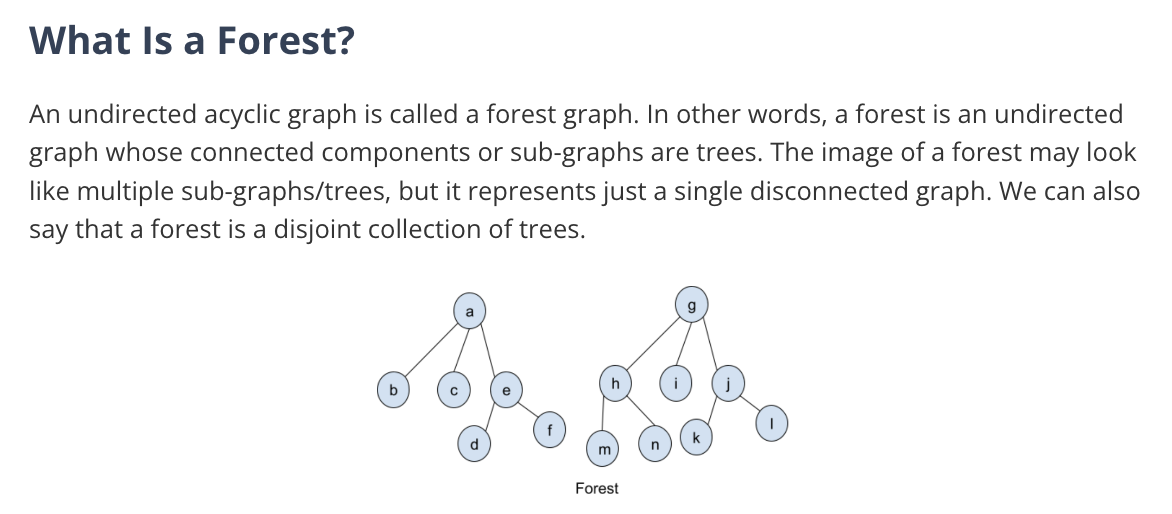 What Is a Forest?
An undirected acyclic graph is called a forest graph. In other words, a forest is an undirected
graph whose connected components or sub-graphs are trees. The image of a forest may look
like multiple sub-graphs/trees, but it represents just a single disconnected graph. We can also
say that a forest is a disjoint collection of trees.
a
g
b
c
e
h
i
j
d
f
m
n
k
l
Forest